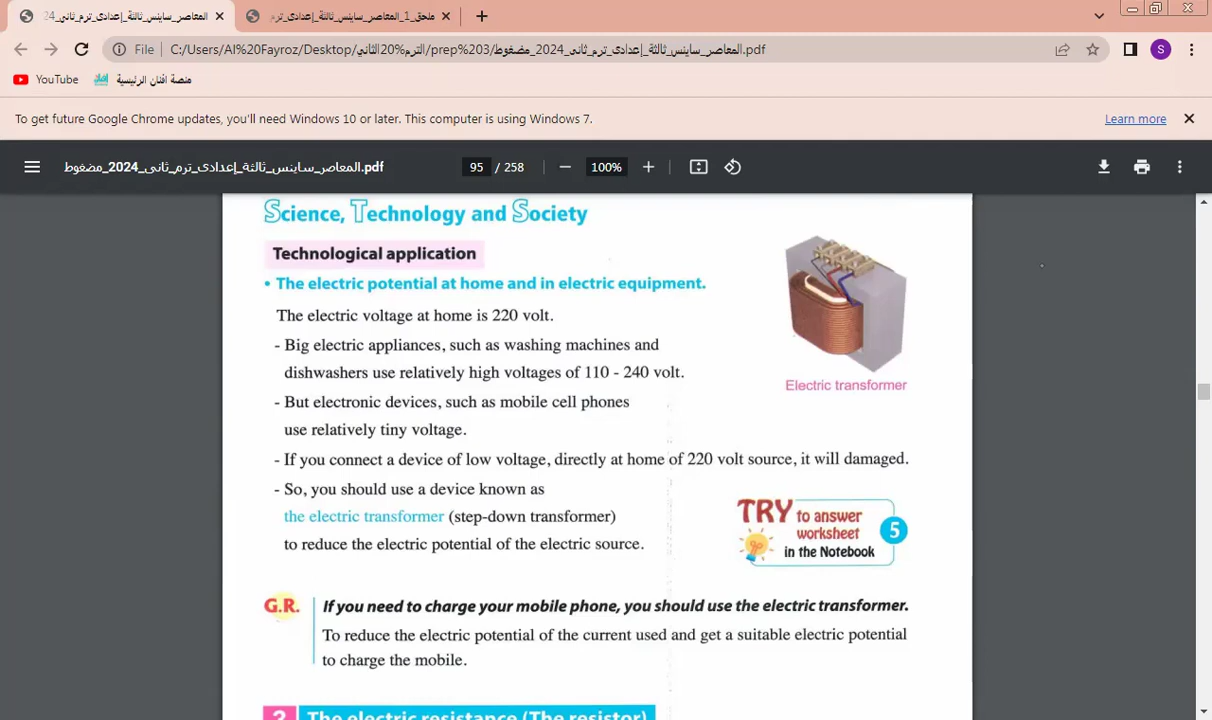 المعاصر_ساينس_ثالثة_إعدادى_ترم_ثانى_24
ملحق_1_المعاصر_ساينس_ثالثة_إعدادى_ترم
File C:/Users/Al%20Fayroz/Desktop/الترم%20الثاني/prep%203/المعاصر_ساينس_ثالثة_إعدادى_ترم_ثانى_2024_مضغوط.pdf
S
YouTube منصة أفنان الرئيسية
To get future Google Chrome updates, you'll need Windows 10 or later. This computer is using Windows 7. Learn more
المعاصر_ساينس_ثالثة_إعدادى_ترم_ثانى_2024_مضغوط.pdf 95 / 258 100%
Science, Technology and Society
Technological application
• The electric potential at home and in electric equipment.
The electric voltage at home is 220 volt.
- Big electric appliances, such as washing machines and
dishwashers use relatively high voltages of 110 - 240 volt.
Electric transformer
- But electronic devices, such as mobile cell phones
use relatively tiny voltage.
- If you connect a device of low voltage, directly at home of 220 volt source, it will damaged.
- So, you should use a device known as
the electric transformer (step-down transformer)
to reduce the electric potential of the electric source.
TRY to answer
worksheet 5
in the Notebook
G.R. If you need to charge your mobile phone, you should use the electric transformer.
To reduce the electric potential of the current used and get a suitable electric potential
to charge the mobile.
2 The electric resistance (The resistor)